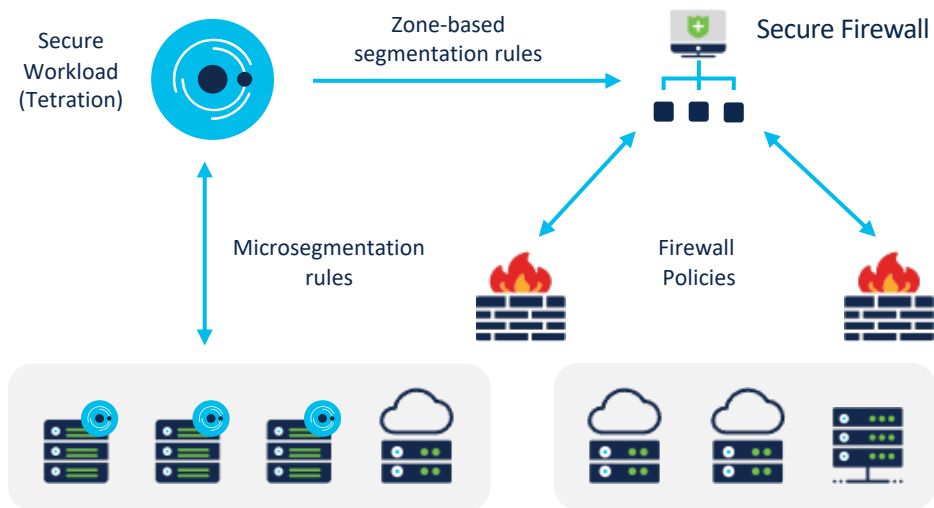 Secure
Workload
(Tetration)
Zone-based
segmentation rules
Secure Firewall
Microsegmentation
rules
Firewall
Policies